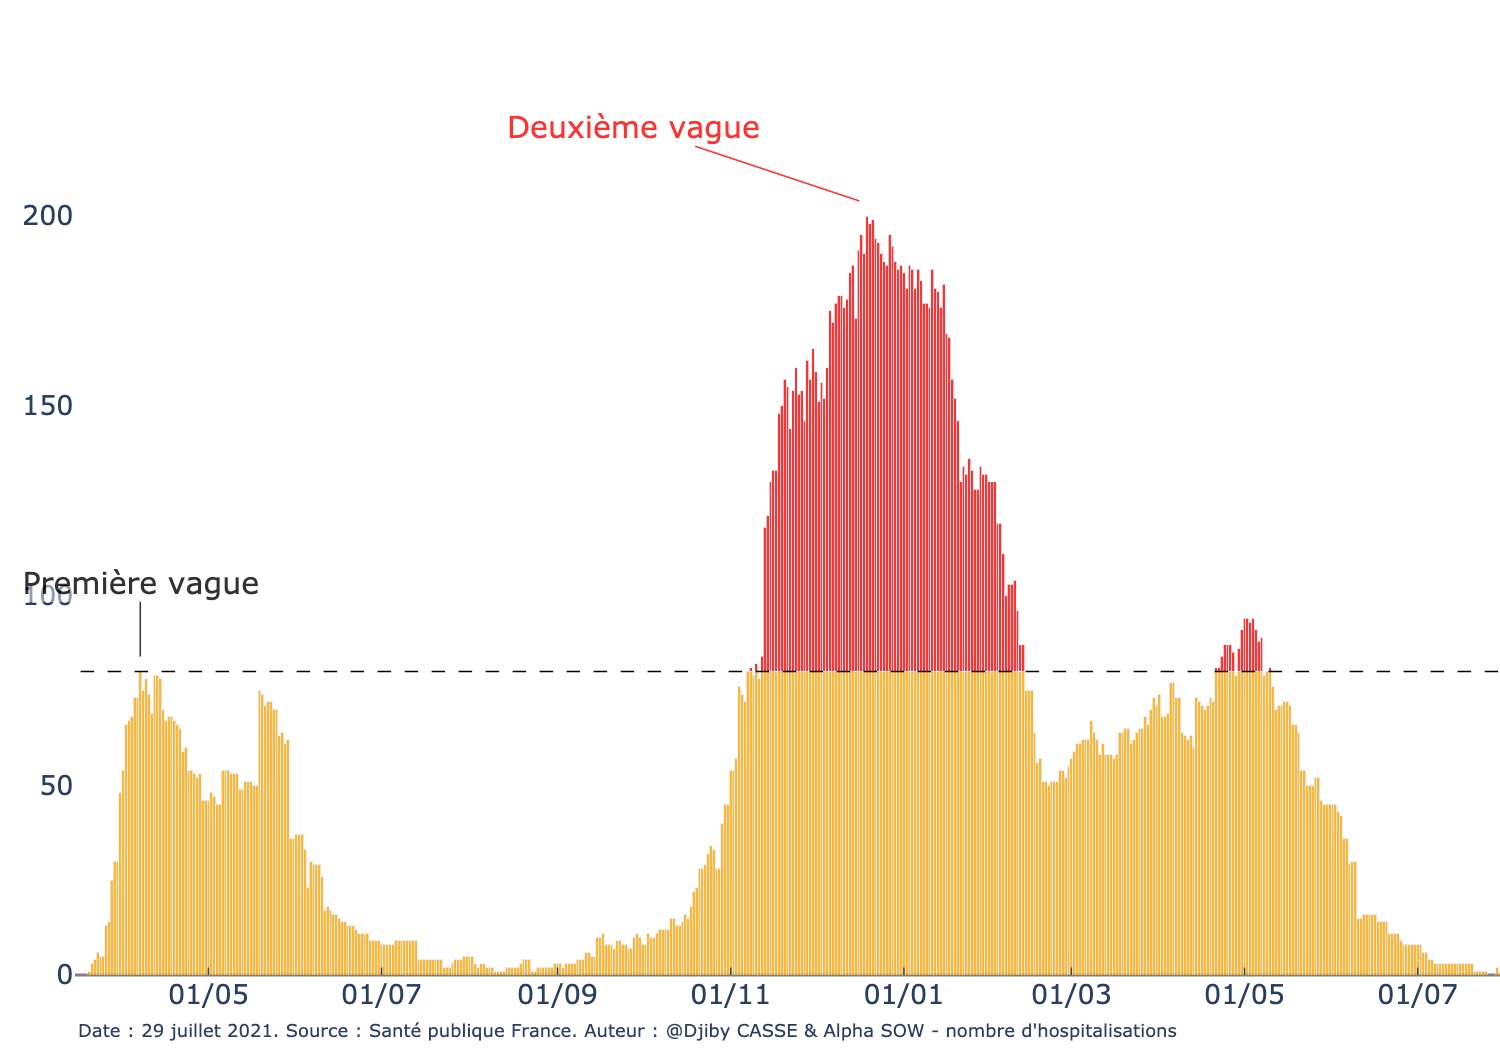 Deuxième vague
200
150
Première vague
100
50
0
01/05 01/07 01/09 01/11 01/01 01/03 01/05 01/07
Date : 29 juillet 2021. Source : Santé publique France. Auteur : @Djiby CASSE & Alpha SOW - nombre d'hospitalisations